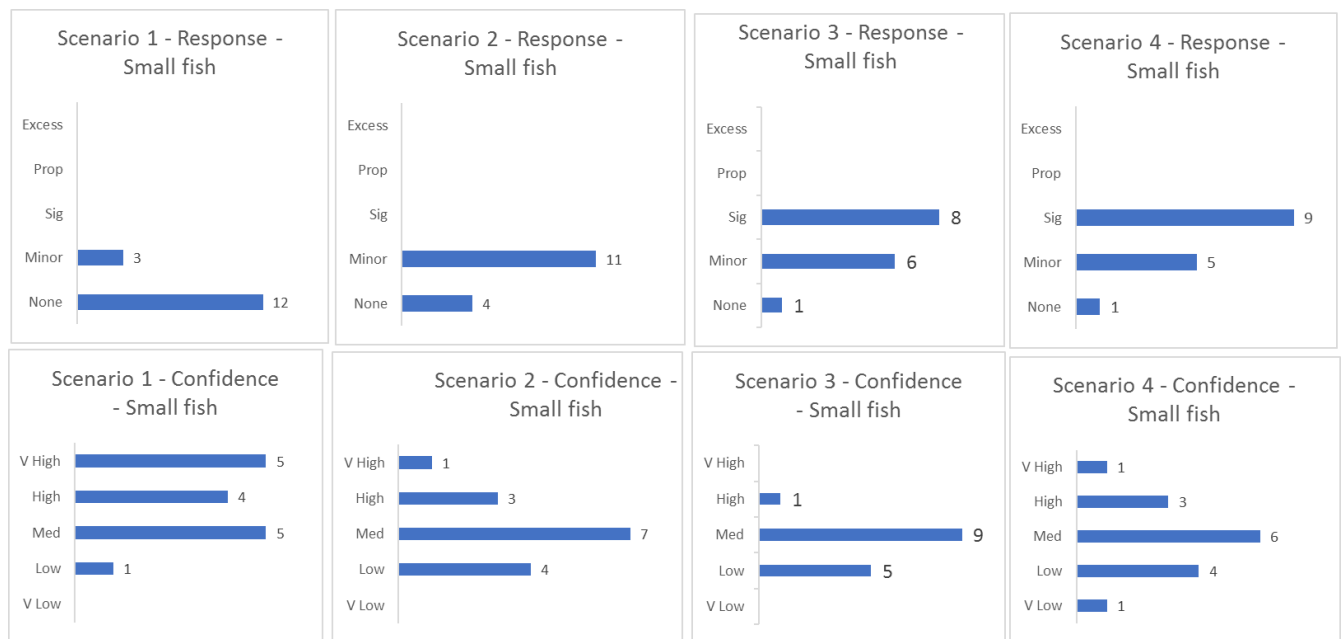 Scenario 1 - Response -
Small fish
Excess
Prop
Sig
Minor 3
None 12
Scenario 2 - Response -
Small fish
Excess
Prop
Sig
Minor 11
None 4
Scenario 3 - Response -
Small fish
Excess
Prop
Sig 8
Minor 6
None 1
Scenario 4 - Response -
Small fish
Excess
Prop
Sig 9
Minor 5
None 1
Scenario 1 - Confidence
- Small fish
V High 5
High 4
Med 5
Low 1
V Low
Scenario 2 - Confidence -
Small fish
V High 1
High 3
Med 7
Low 4
V Low
Scenario 3 - Confidence
- Small fish
V High
High 1
Med 9
Low 5
V Low
Scenario 4 - Confidence -
Small fish
V High 1
High 3
Med 6
Low 4
V Low 1